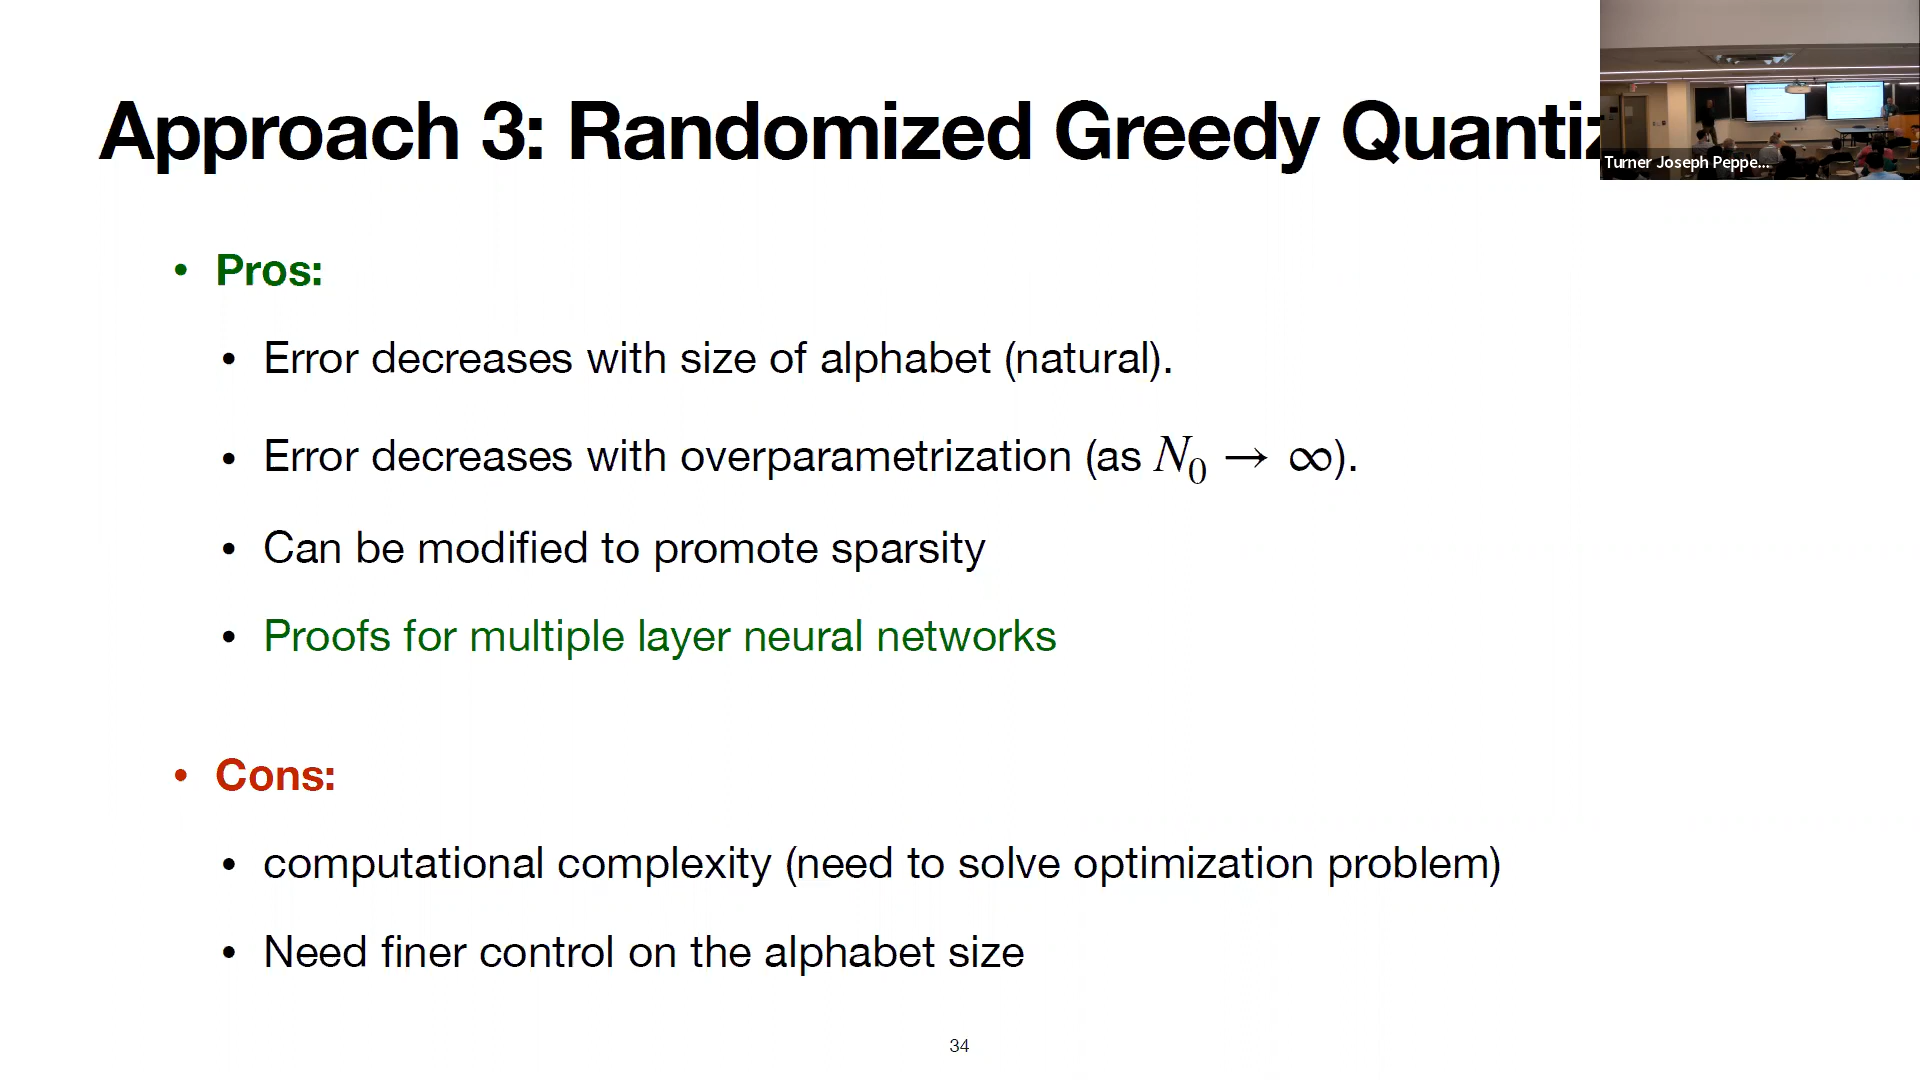 Approach 3: Randomized Greedy Quantiz
Turner Joseph Peppe...
• Pros:
• Error decreases with size of alphabet (natural).
• Error decreases with overparametrization (as N₀ → ∞).
• Can be modified to promote sparsity
• Proofs for multiple layer neural networks
• Cons:
• computational complexity (need to solve optimization problem)
• Need finer control on the alphabet size
34